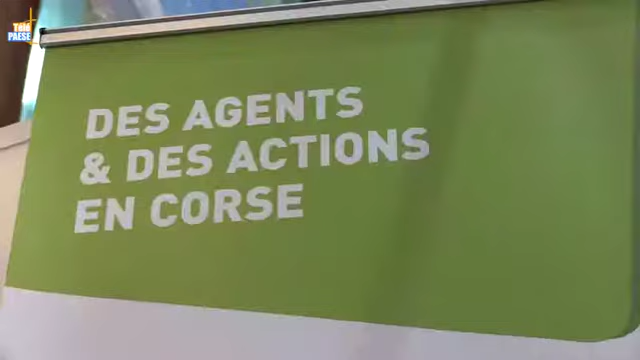 Télé
PAESE
DES AGENTS
& DES ACTIONS
EN CORSE